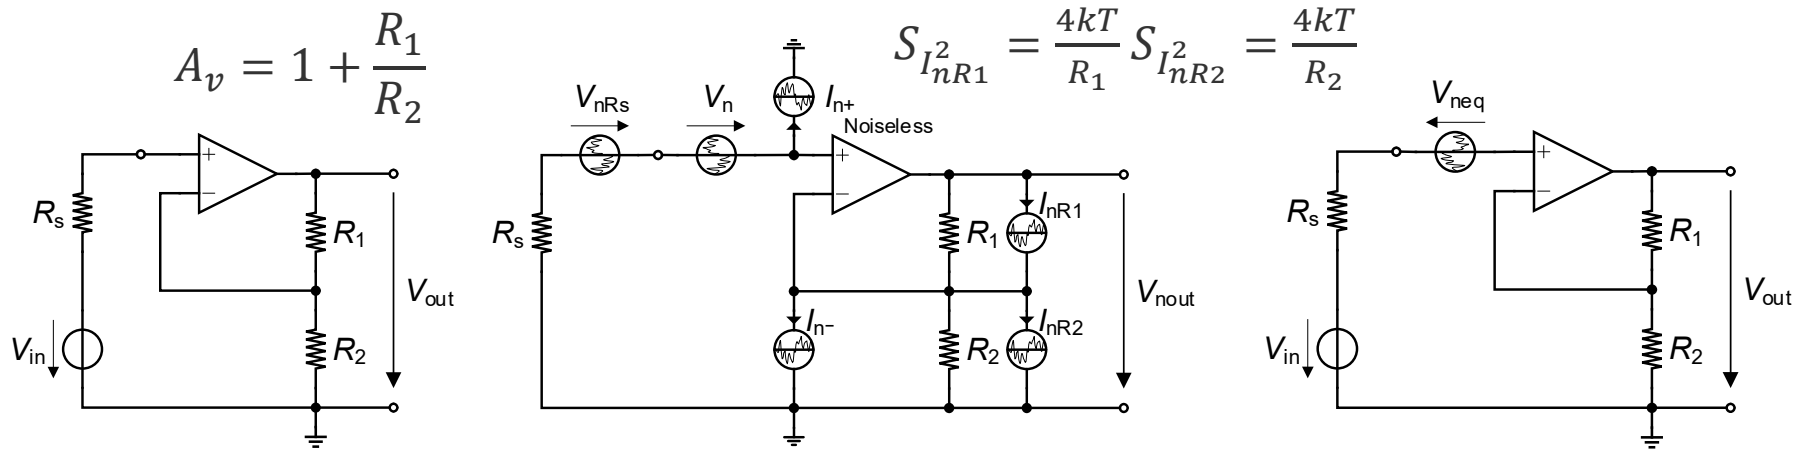 A_v = 1 + R_1/R_2
S_{I_{nR1}^2} = 4kT/R_1 S_{I_{nR2}^2} = 4kT/R_2
R_s
V_in
+
−
R_1
R_2
V_out
V_nRs
V_n
I_n+
Noiseless
+
−
R_s
I_n−
R_1
I_nR1
R_2
I_nR2
V_nout
V_neq
+
−
R_s
V_in
R_1
R_2
V_out